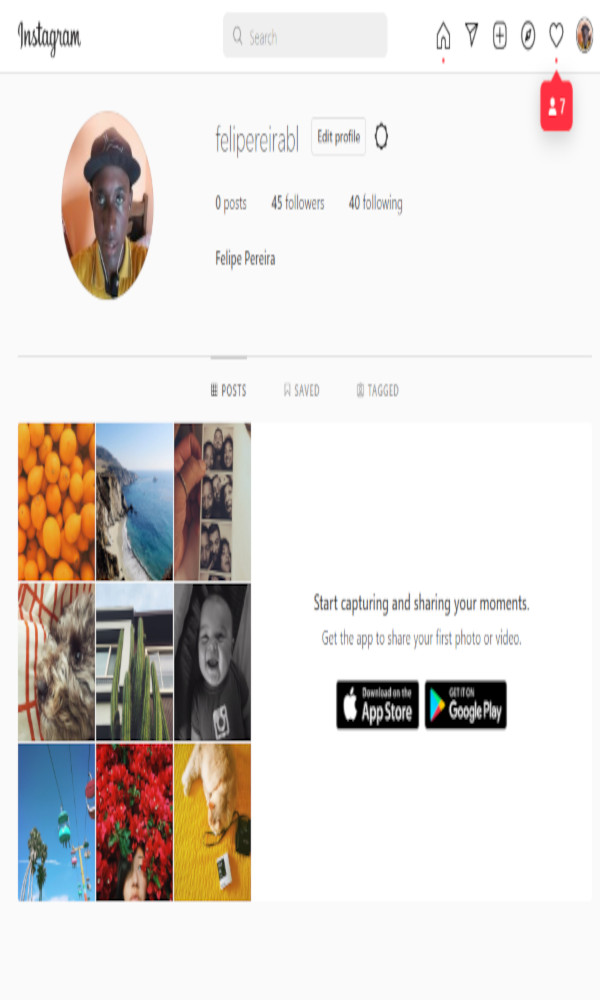 Instagram
Search
7
felipereirabl Edit profile
0 posts 45 followers 40 following
Felipe Pereira
POSTS SAVED TAGGED
Start capturing and sharing your moments.
Get the app to share your first photo or video.
Download on the
App Store
GET IT ON
Google Play